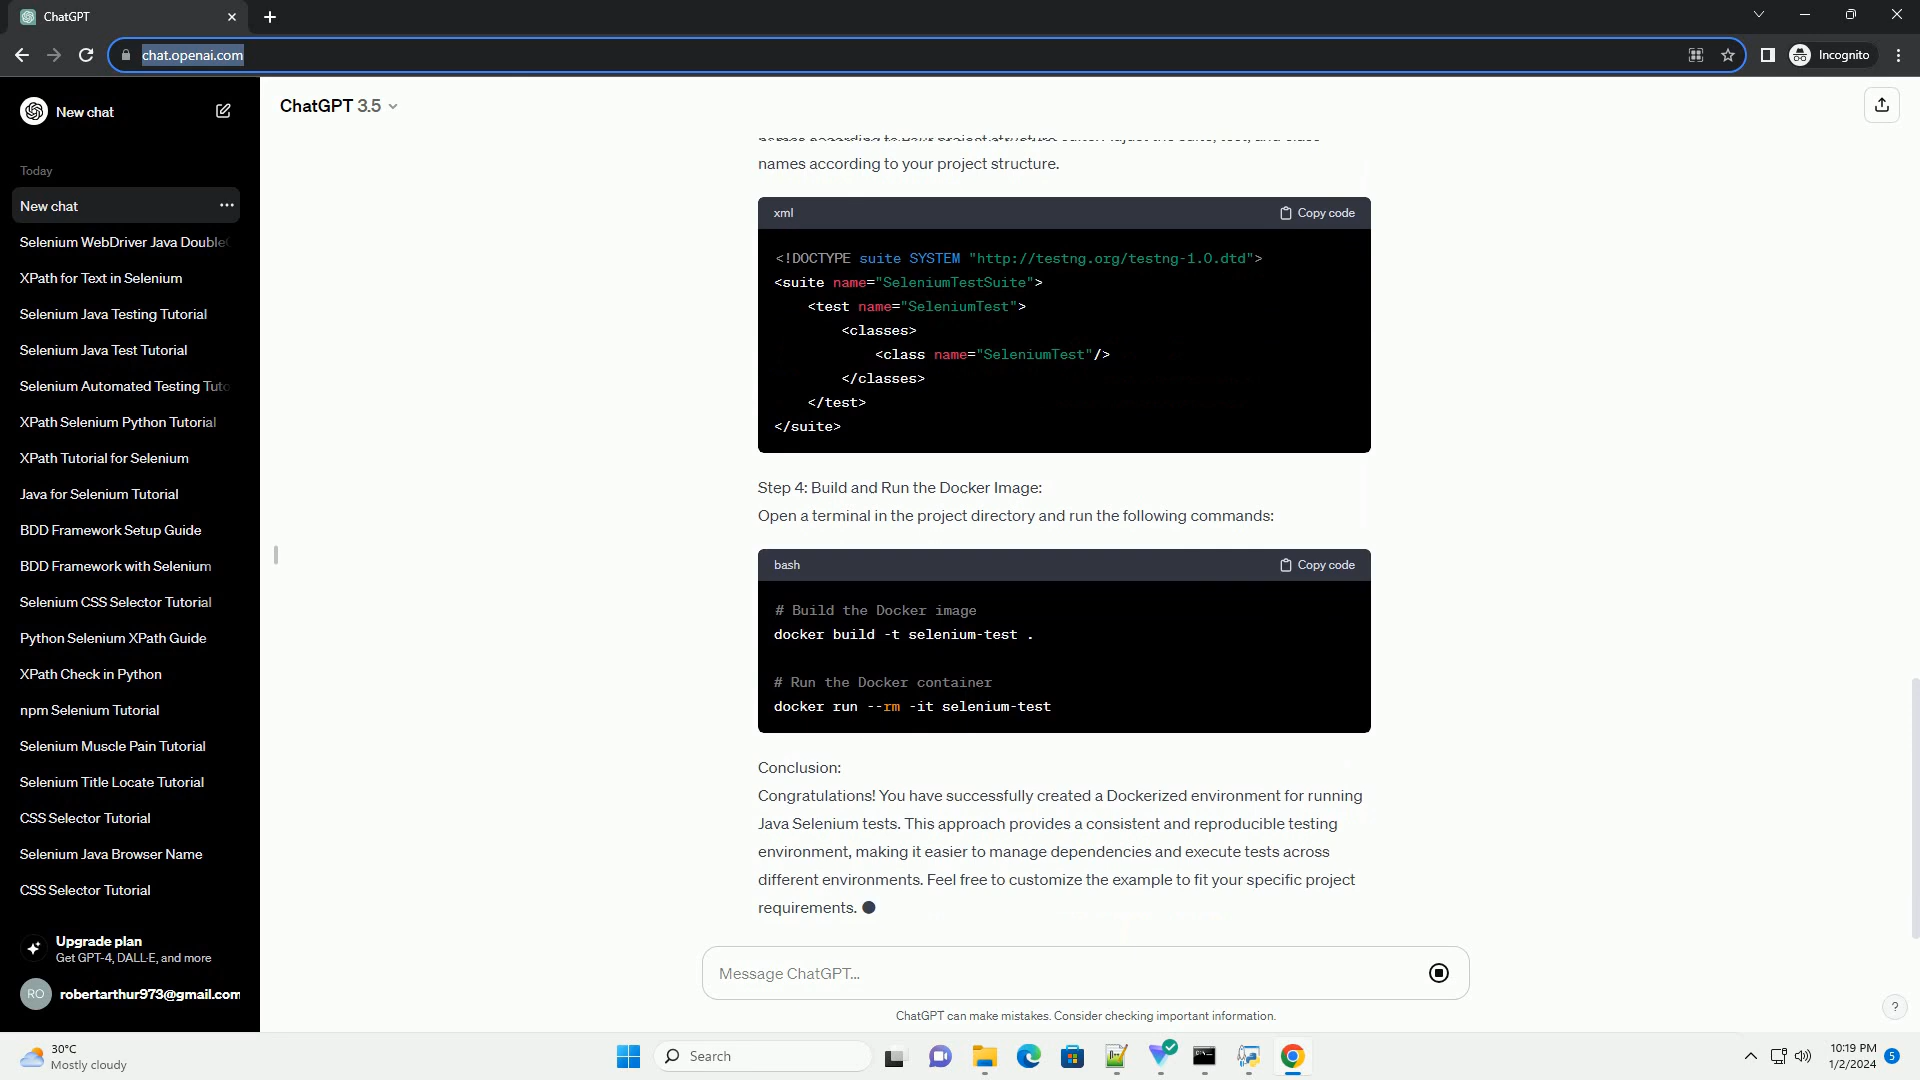 ChatGPT
chat.openai.com
Incognito
New chat
ChatGPT 3.5
Today
New chat
Selenium WebDriver Java Double
XPath for Text in Selenium
Selenium Java Testing Tutorial
Selenium Java Test Tutorial
Selenium Automated Testing Tuto
XPath Selenium Python Tutorial
XPath Tutorial for Selenium
Java for Selenium Tutorial
BDD Framework Setup Guide
BDD Framework with Selenium
Selenium CSS Selector Tutorial
Python Selenium XPath Guide
XPath Check in Python
npm Selenium Tutorial
Selenium Muscle Pain Tutorial
Selenium Title Locate Tutorial
CSS Selector Tutorial
Selenium Java Browser Name
CSS Selector Tutorial
Upgrade plan
Get GPT-4, DALL·E, and more
RO
robertarthur973@gmail.com
names according to your project structure.
xml
Copy code
<!DOCTYPE suite SYSTEM "http://testng.org/testng-1.0.dtd">
<suite name="SeleniumTestSuite">
<test name="SeleniumTest">
<classes>
<class name="SeleniumTest"/>
</classes>
</test>
</suite>
Step 4: Build and Run the Docker Image:
Open a terminal in the project directory and run the following commands:
bash
Copy code
# Build the Docker image
docker build -t selenium-test .
# Run the Docker container
docker run --rm -it selenium-test
Conclusion:
Congratulations! You have successfully created a Dockerized environment for running
Java Selenium tests. This approach provides a consistent and reproducible testing
environment, making it easier to manage dependencies and execute tests across
different environments. Feel free to customize the example to fit your specific project
requirements.
Message ChatGPT...
ChatGPT can make mistakes. Consider checking important information.
?
30°C
Mostly cloudy
Search
10:19 PM
1/2/2024
5